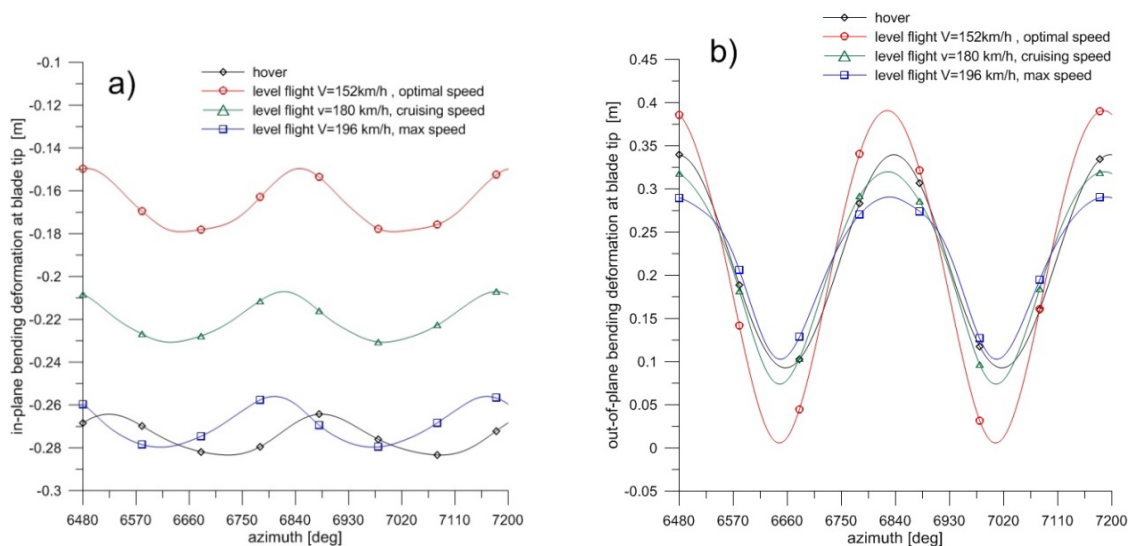 a)
hover
level flight V=152km/h , optimal speed
level flight v=180 km/h, cruising speed
level flight V=196 km/h, max speed
in-plane bending deformation at blade tip [m]
-0.1
-0.12
-0.14
-0.16
-0.18
-0.2
-0.22
-0.24
-0.26
-0.28
-0.3
6480 6570 6660 6750 6840 6930 7020 7110 7200
azimuth [deg]
b)
hover
level flight V=152km/h , optimal speed
level flight v=180 km/h, cruising speed
level flight V=196 km/h, max speed
out-of-plane bending deformation at blade tip [m]
0.45
0.4
0.35
0.3
0.25
0.2
0.15
0.1
0.05
0
0.05
6480 6570 6660 6750 6840 6930 7020 7110 7200
azimuth [deg]